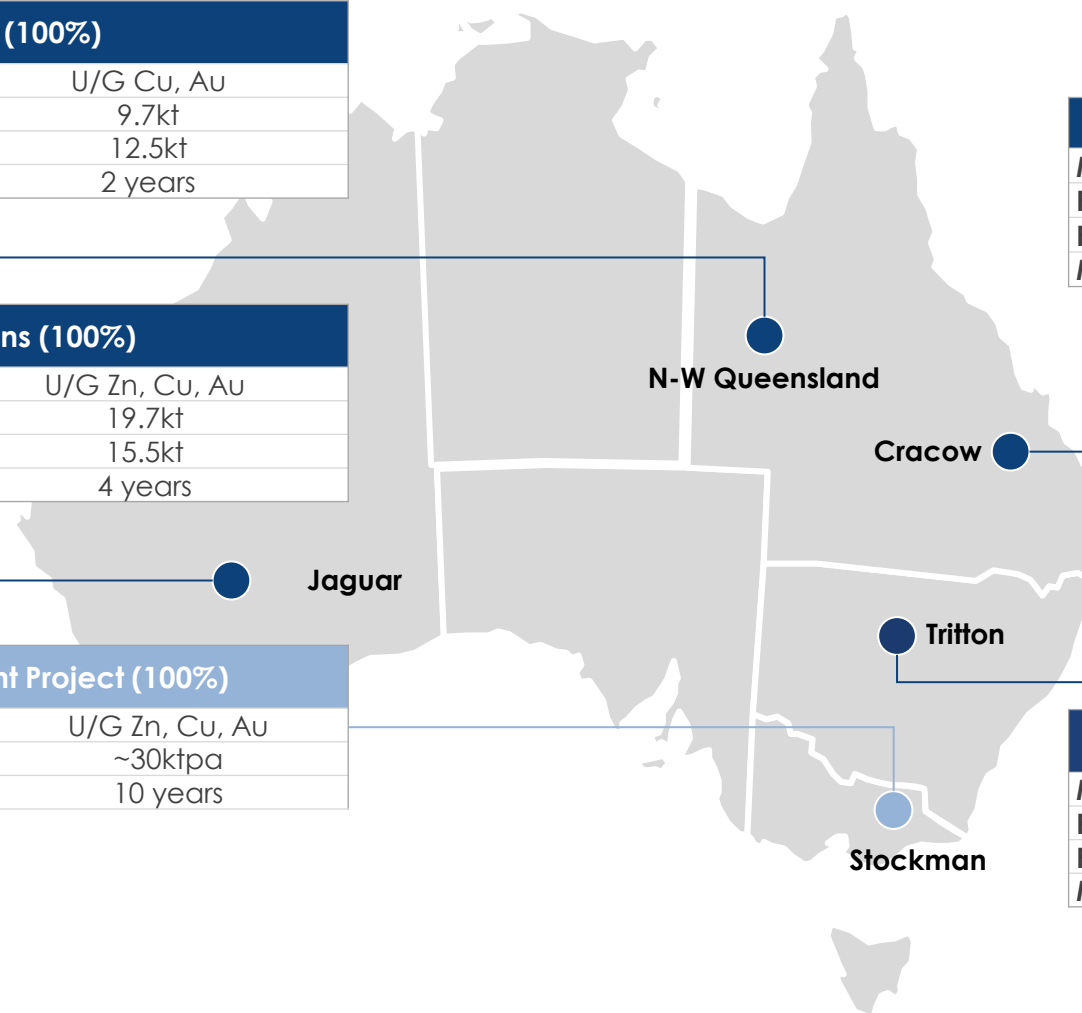 (100%)
U/G Cu, Au
9.7kt
12.5kt
2 years
ns (100%)
U/G Zn, Cu, Au
19.7kt
15.5kt
4 years
nt Project (100%)
U/G Zn, Cu, Au
~30ktpa
10 years
N-W Queensland
Cracow
Jaguar
Tritton
Stockman